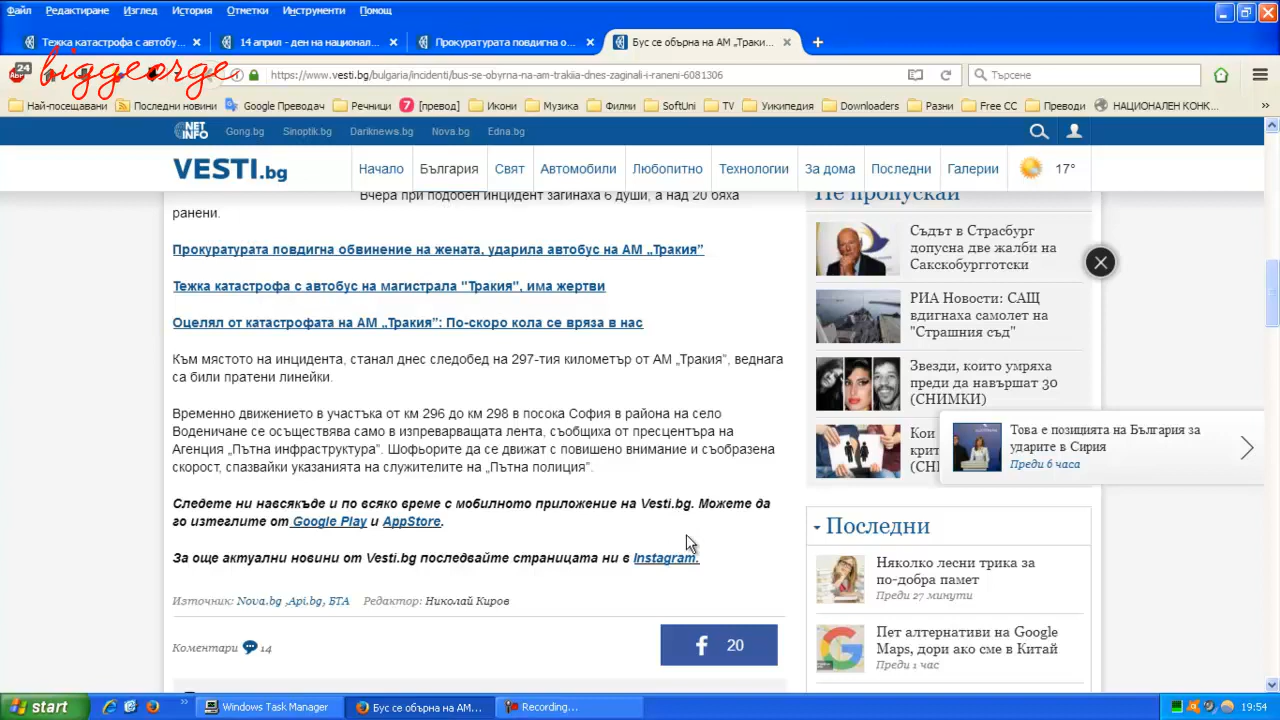 Файл Редактиране Изглед История Отметки Инструменти Помощ
Тежка катастрофа с автобу... 14 април - ден на национал... Прокуратурата повдигна о... Бус се обърна на АМ „Траки...
biggeorge
24
https://www.vesti.bg/bulgaria/incidenti/bus-se-obyrna-na-am-trakiia-dnes-zaginali-i-raneni-6081306
Търсене
Най-посещавани Последни новини Google Преводач Речници [превод] Икони Музика Филми SoftUni TV Уикипедия Downloaders Разни Free CC Преводи НАЦИОНАЛЕН КОНК...
NET INFO Gong.bg Sinoptik.bg Dariknews.bg Nova.bg Edna.bg
VESTI.bg Начало България Свят Автомобили Любопитно Технологии За дома Последни Галерии 17°
Вчера при подобен инцидент загинаха 6 души, а над 20 бяха
ранени.
Прокуратурата повдигна обвинение на жената, ударила автобус на АМ „Тракия”
Тежка катастрофа с автобус на магистрала "Тракия", има жертви
Оцелял от катастрофата на АМ „Тракия”: По-скоро кола се вряза в нас
Към мястото на инцидента, станал днес следобед на 297-тия километър от АМ „Тракия”, веднага
са били пратени линейки.
Временно движението в участъка от км 296 до км 298 в посока София в района на село
Воденичане се осъществява само в изпреварващата лента, съобщиха от пресцентъра на
Агенция „Пътна инфраструктура”. Шофьорите да се движат с повишено внимание и съобразена
скорост, спазвайки указанията на служителите на „Пътна полиция”.
Следете ни навсякъде и по всяко време с мобилното приложение на Vesti.bg. Можете да
го изтеглите от Google Play и AppStore.
За още актуални новини от Vesti.bg последвайте страницата ни в Instagram.
Източник: Nova.bg ,Api.bg, БТА Редактор: Николай Киров
Коментари 14
20
Не пропускай
Съдът в Страсбург
допусна две жалби на
Сакскобургготски
РИА Новости: САЩ
вдигнаха самолет на
"Страшния съд"
Звезди, които умряха
преди да навършат 30
(СНИМКИ)
Кои
(СН
Това е позицията на България за
ударите в Сирия
Преди 6 часа
Последни
Няколко лесни трика за
по-добра памет
Преди 27 минути
Пет алтернативи на Google
Maps, дори ако сме в Китай
Преди 1 час
start Windows Task Manager Бус се обърна на АМ... Recording... 19:54